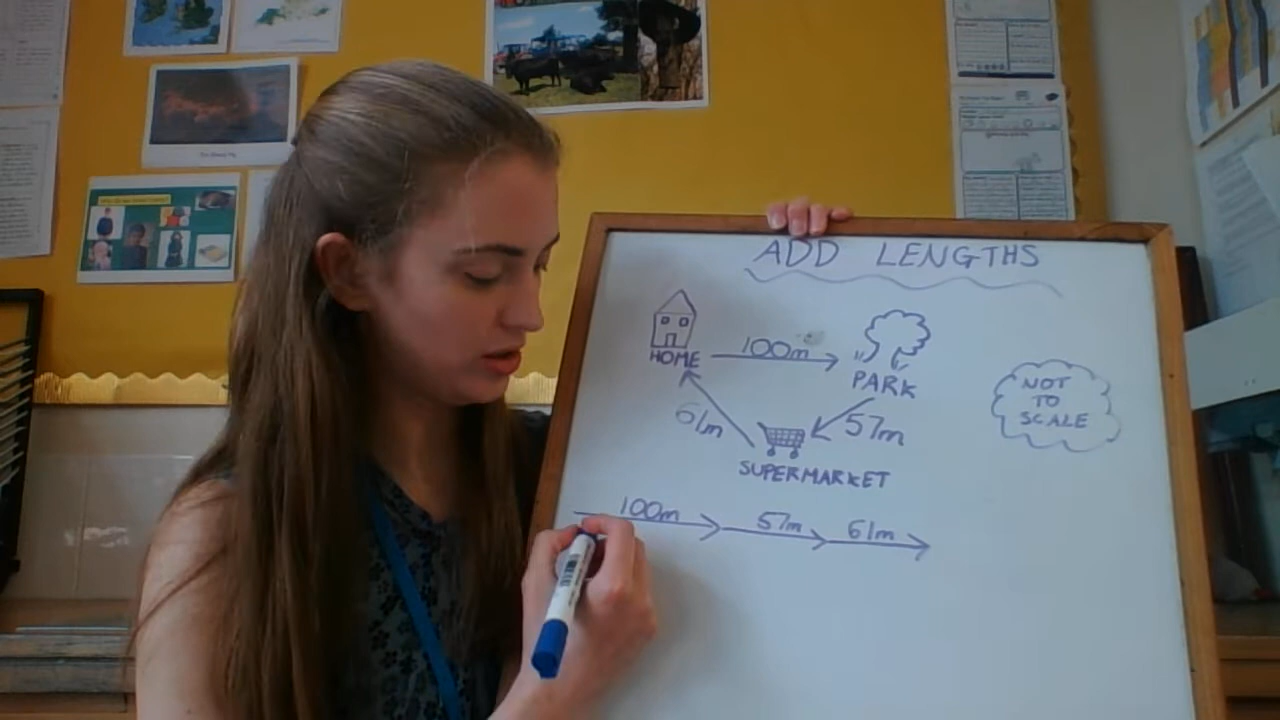 ADD LENGTHS
100m
HOME
PARK
61m
57m
SUPERMARKET
NOT
TO
SCALE
100m 57m 61m